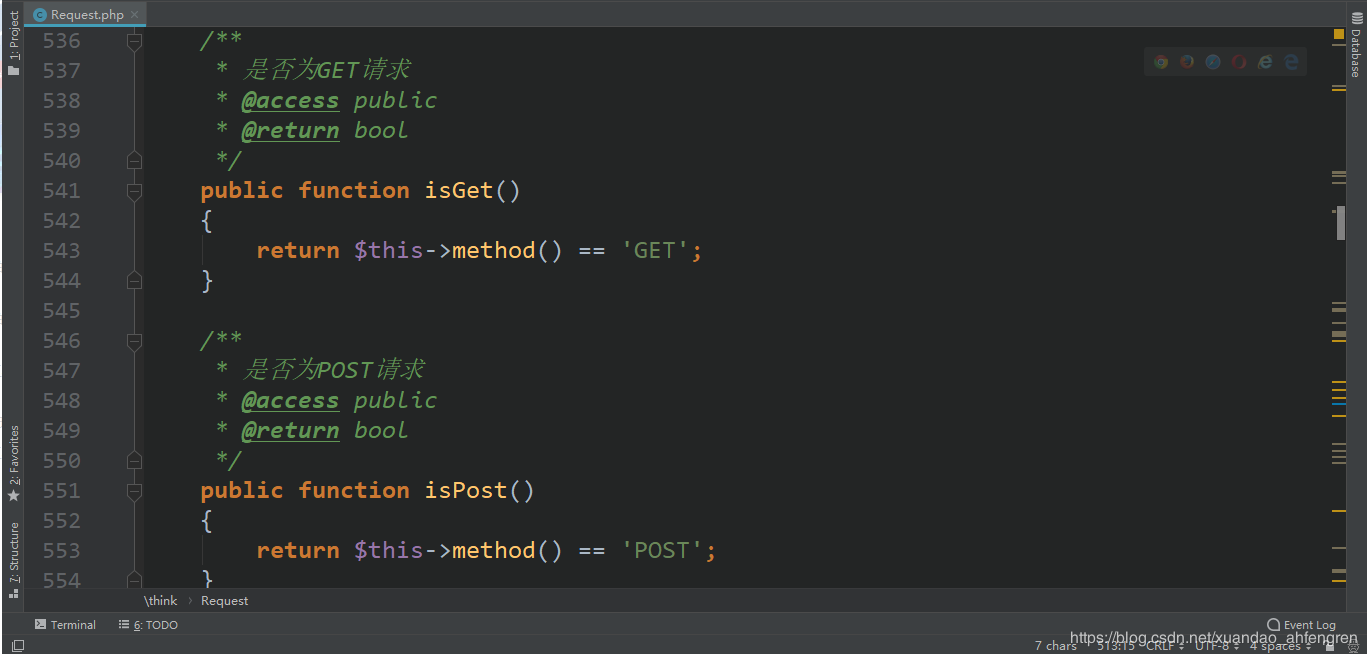 Request.php
1: Project
Database
536 /**
537 * 是否为GET请求
538 * @access public
539 * @return bool
540 */
541 public function isGet()
542 {
543 return $this->method() == 'GET';
544 }
545
546 /**
547 * 是否为POST请求
548 * @access public
549 * @return bool
550 */
551 public function isPost()
552 {
553 return $this->method() == 'POST';
554 }
2: Favorites
7: Structure
\think › Request
Terminal 6: TODO Event Log
https://blog.csdn.net/xuandao_ahfengren
7 chars 513:15 CRLF UTF-8 4 spaces